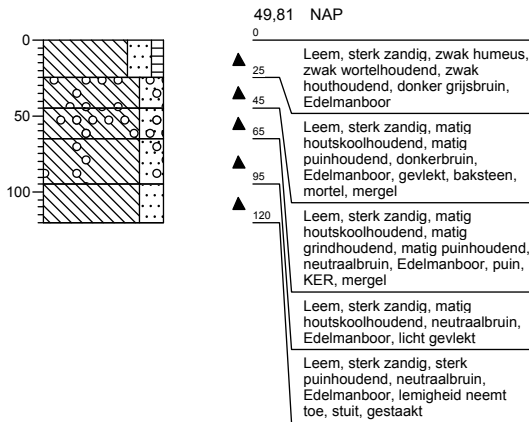 49,81 NAP
0
0
Leem, sterk zandig, zwak humeus,
zwak wortelhoudend, zwak
houthoudend, donker grijsbruin,
Edelmanboor
25
45
Leem, sterk zandig, matig
houtskoolhoudend, matig
puinhoudend, donkerbruin,
Edelmanboor, gevlekt, baksteen,
mortel, mergel
50
65
95
100
120
Leem, sterk zandig, matig
houtskoolhoudend, matig
grindhoudend, matig puinhoudend,
neutraalbruin, Edelmanboor, puin,
KER, mergel
Leem, sterk zandig, matig
houtskoolhoudend, neutraalbruin,
Edelmanboor, licht gevlekt
Leem, sterk zandig, sterk
puinhoudend, neutraalbruin,
Edelmanboor, lemigheid neemt
toe, stuit, gestaakt